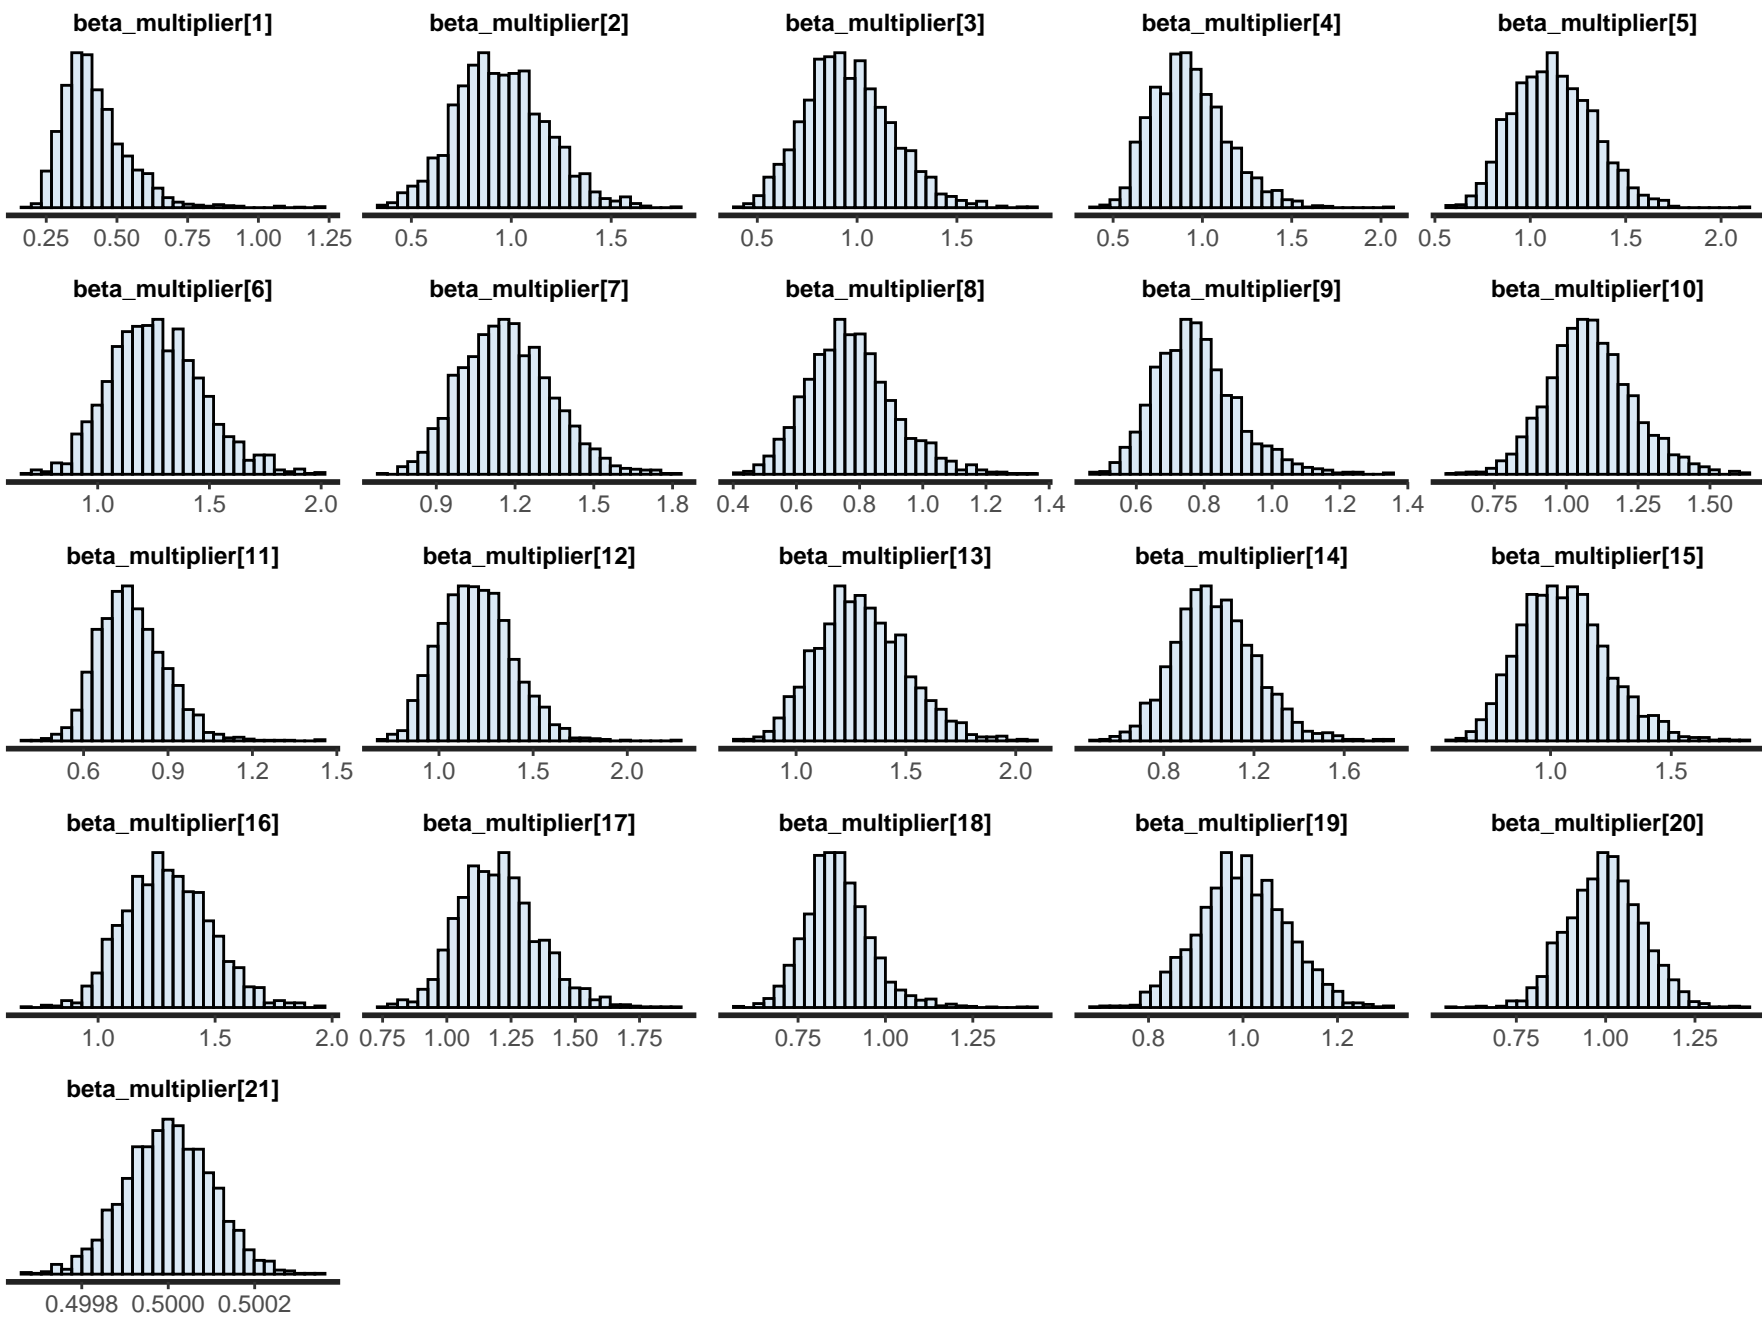 beta_multiplier[1] beta_multiplier[2] beta_multiplier[3] beta_multiplier[4] beta_multiplier[5]
0.25 0.50 0.75 1.00 1.25 0.5 1.0 1.5 0.5 1.0 1.5 0.5 1.0 1.5 2.0 0.5 1.0 1.5 2.0
beta_multiplier[6] beta_multiplier[7] beta_multiplier[8] beta_multiplier[9] beta_multiplier[10]
1.0 1.5 2.0 0.9 1.2 1.5 1.8 0.4 0.6 0.8 1.0 1.2 1.4 0.6 0.8 1.0 1.2 1.4 0.75 1.00 1.25 1.50
beta_multiplier[11] beta_multiplier[12] beta_multiplier[13] beta_multiplier[14] beta_multiplier[15]
0.6 0.9 1.2 1.5 1.0 1.5 2.0 1.0 1.5 2.0 0.8 1.2 1.6 1.0 1.5
beta_multiplier[16] beta_multiplier[17] beta_multiplier[18] beta_multiplier[19] beta_multiplier[20]
1.0 1.5 2.0 0.75 1.00 1.25 1.50 1.75 0.75 1.00 1.25 0.8 1.0 1.2 0.75 1.00 1.25
beta_multiplier[21]
0.4998 0.5000 0.5002